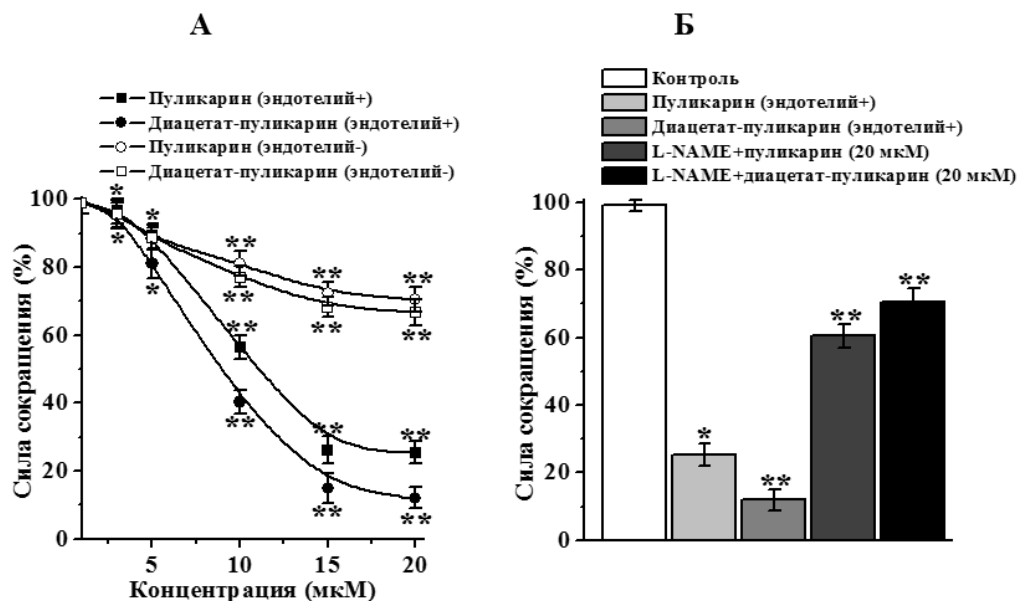 А
Пуликарин (эндотелий+)
Диацетат-пуликарин (эндотелий+)
Пуликарин (эндотелий-)
Диацетат-пуликарин (эндотелий-)
Сила сокращения (%)
100
80
60
40
20
0
* * * * ** ** ** ** ** ** ** ** ** ** ** **
5 10 15 20
Концентрация (мкМ)
Б
Контроль
Пуликарин (эндотелий+)
Диацетат-пуликарин (эндотелий+)
L-NAME+пуликарин (20 мкМ)
L-NAME+диацетат-пуликарин (20 мкМ)
Сила сокращения (%)
100
80
60
40
20
0
* ** ** **